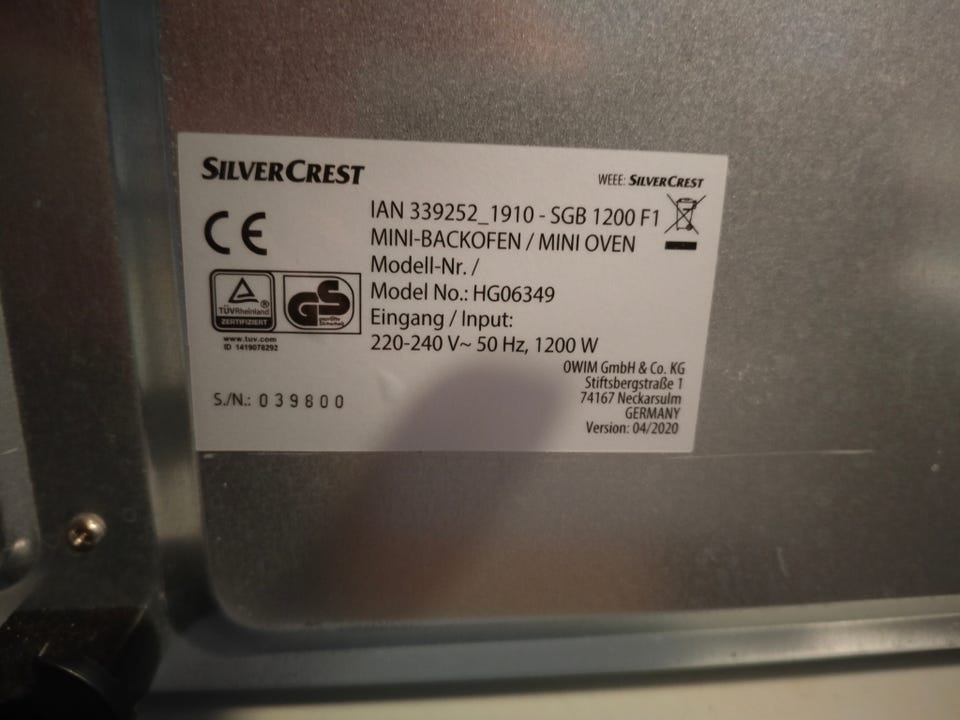 SILVERCREST
WEEE: SILVERCREST
CE
IAN 339252_1910 - SGB 1200 F1
MINI-BACKOFEN / MINI OVEN
Modell-Nr. /
Model No.: HG06349
Eingang / Input:
220-240 V~ 50 Hz, 1200 W
TÜVRheinland®
ZERTIFIZIERT
GS
geprüfte
Sicherheit
www.tuv.com
ID 1419078292
S./N.: 039800
OWIM GmbH & Co. KG
Stiftsbergstraße 1
74167 Neckarsulm
GERMANY
Version: 04/2020